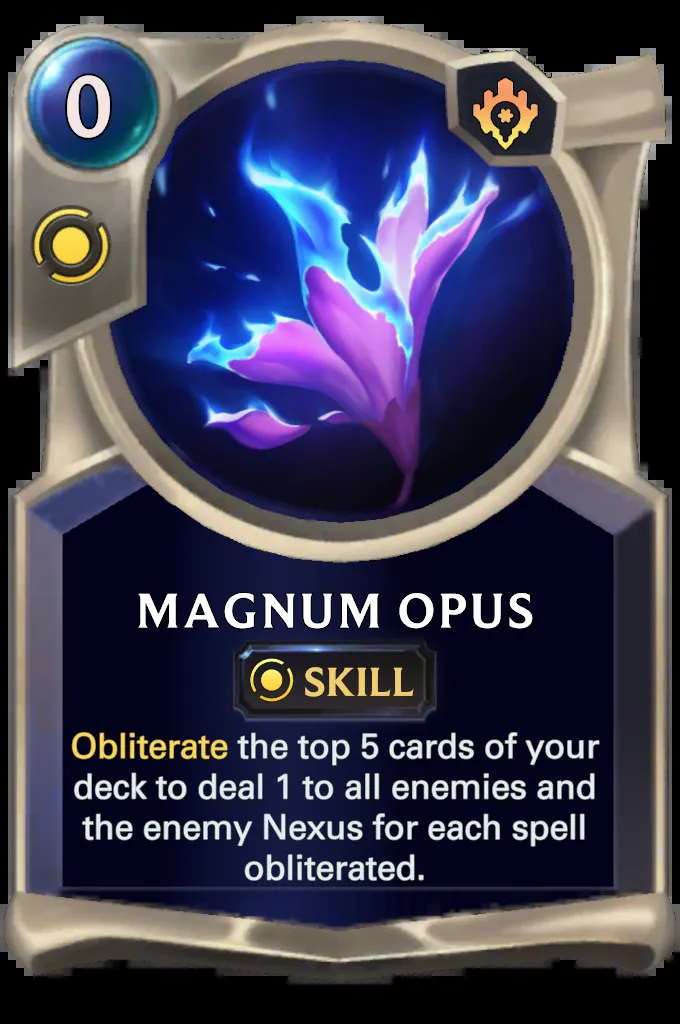 0
MAGNUM OPUS
SKILL
Obliterate the top 5 cards of your
deck to deal 1 to all enemies and
the enemy Nexus for each spell
obliterated.